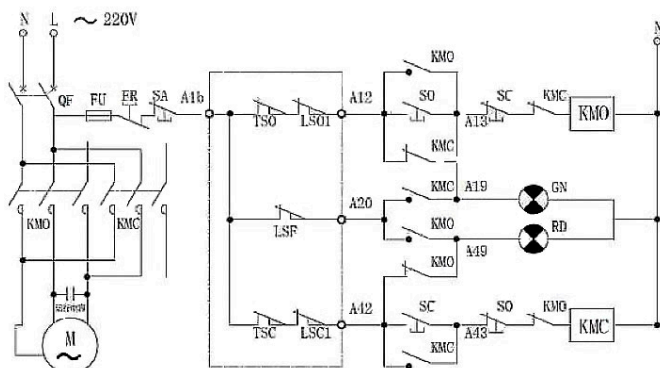 N L ~ 220V
N
QF FU ER SA A1b
TSO LSO1 A12
KMO
SO
KMC
A13 SC KMC KMO
KMO KMC
LSF A20
KMC A19 GN
KMO A49 RD
KMO
TSC LSC1 A42
SC
KMC
A43 SO KMO KMC
M
~